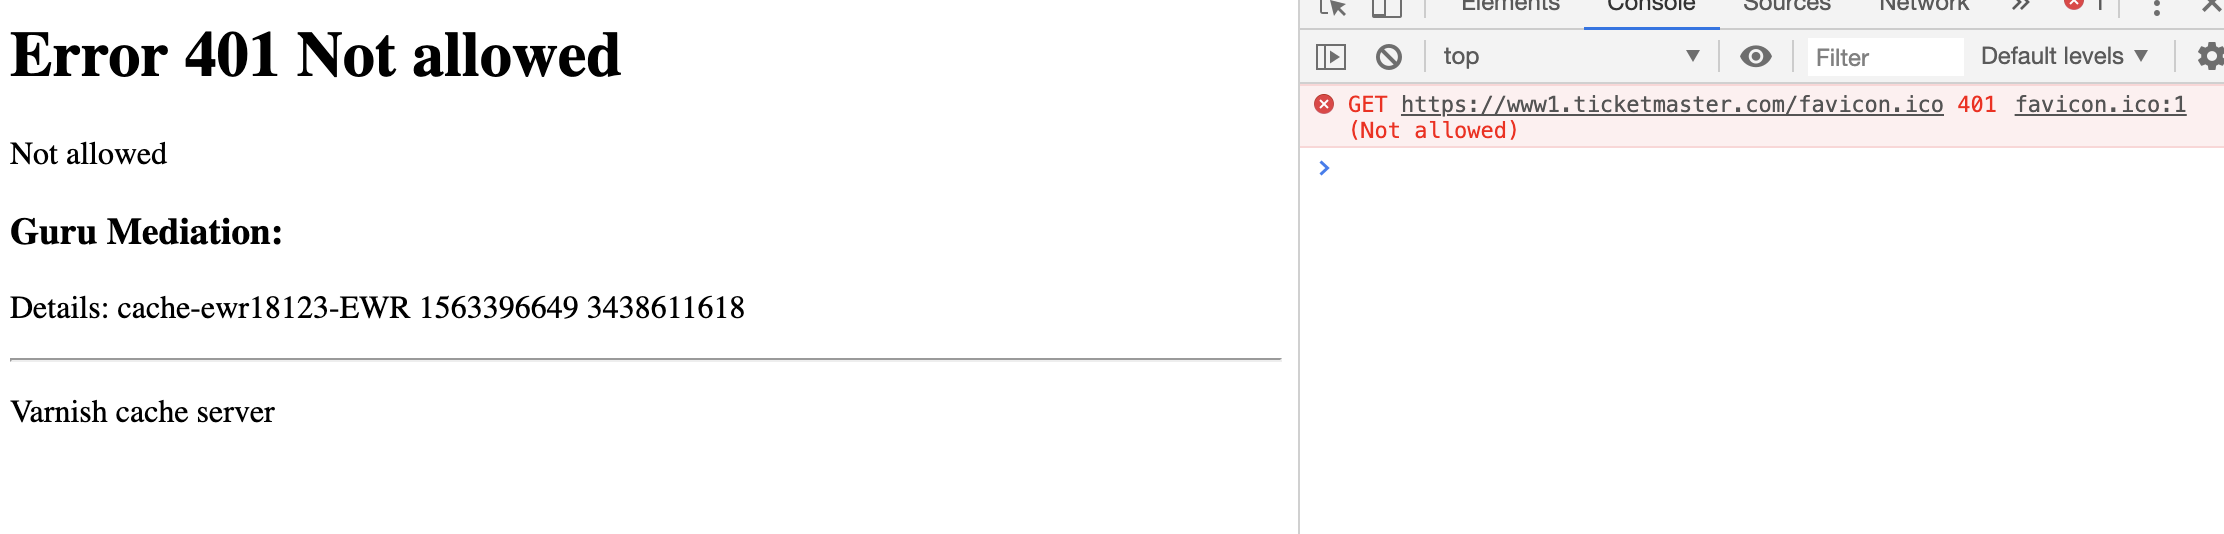 Error 401 Not allowed
Not allowed
Guru Mediation:
Details: cache-ewr18123-EWR 1563396649 3438611618
Varnish cache server
Elements Console Sources Network » 1
top ▼ Filter Default levels ▼
GET https://www1.ticketmaster.com/favicon.ico 401 favicon.ico:1
(Not allowed)